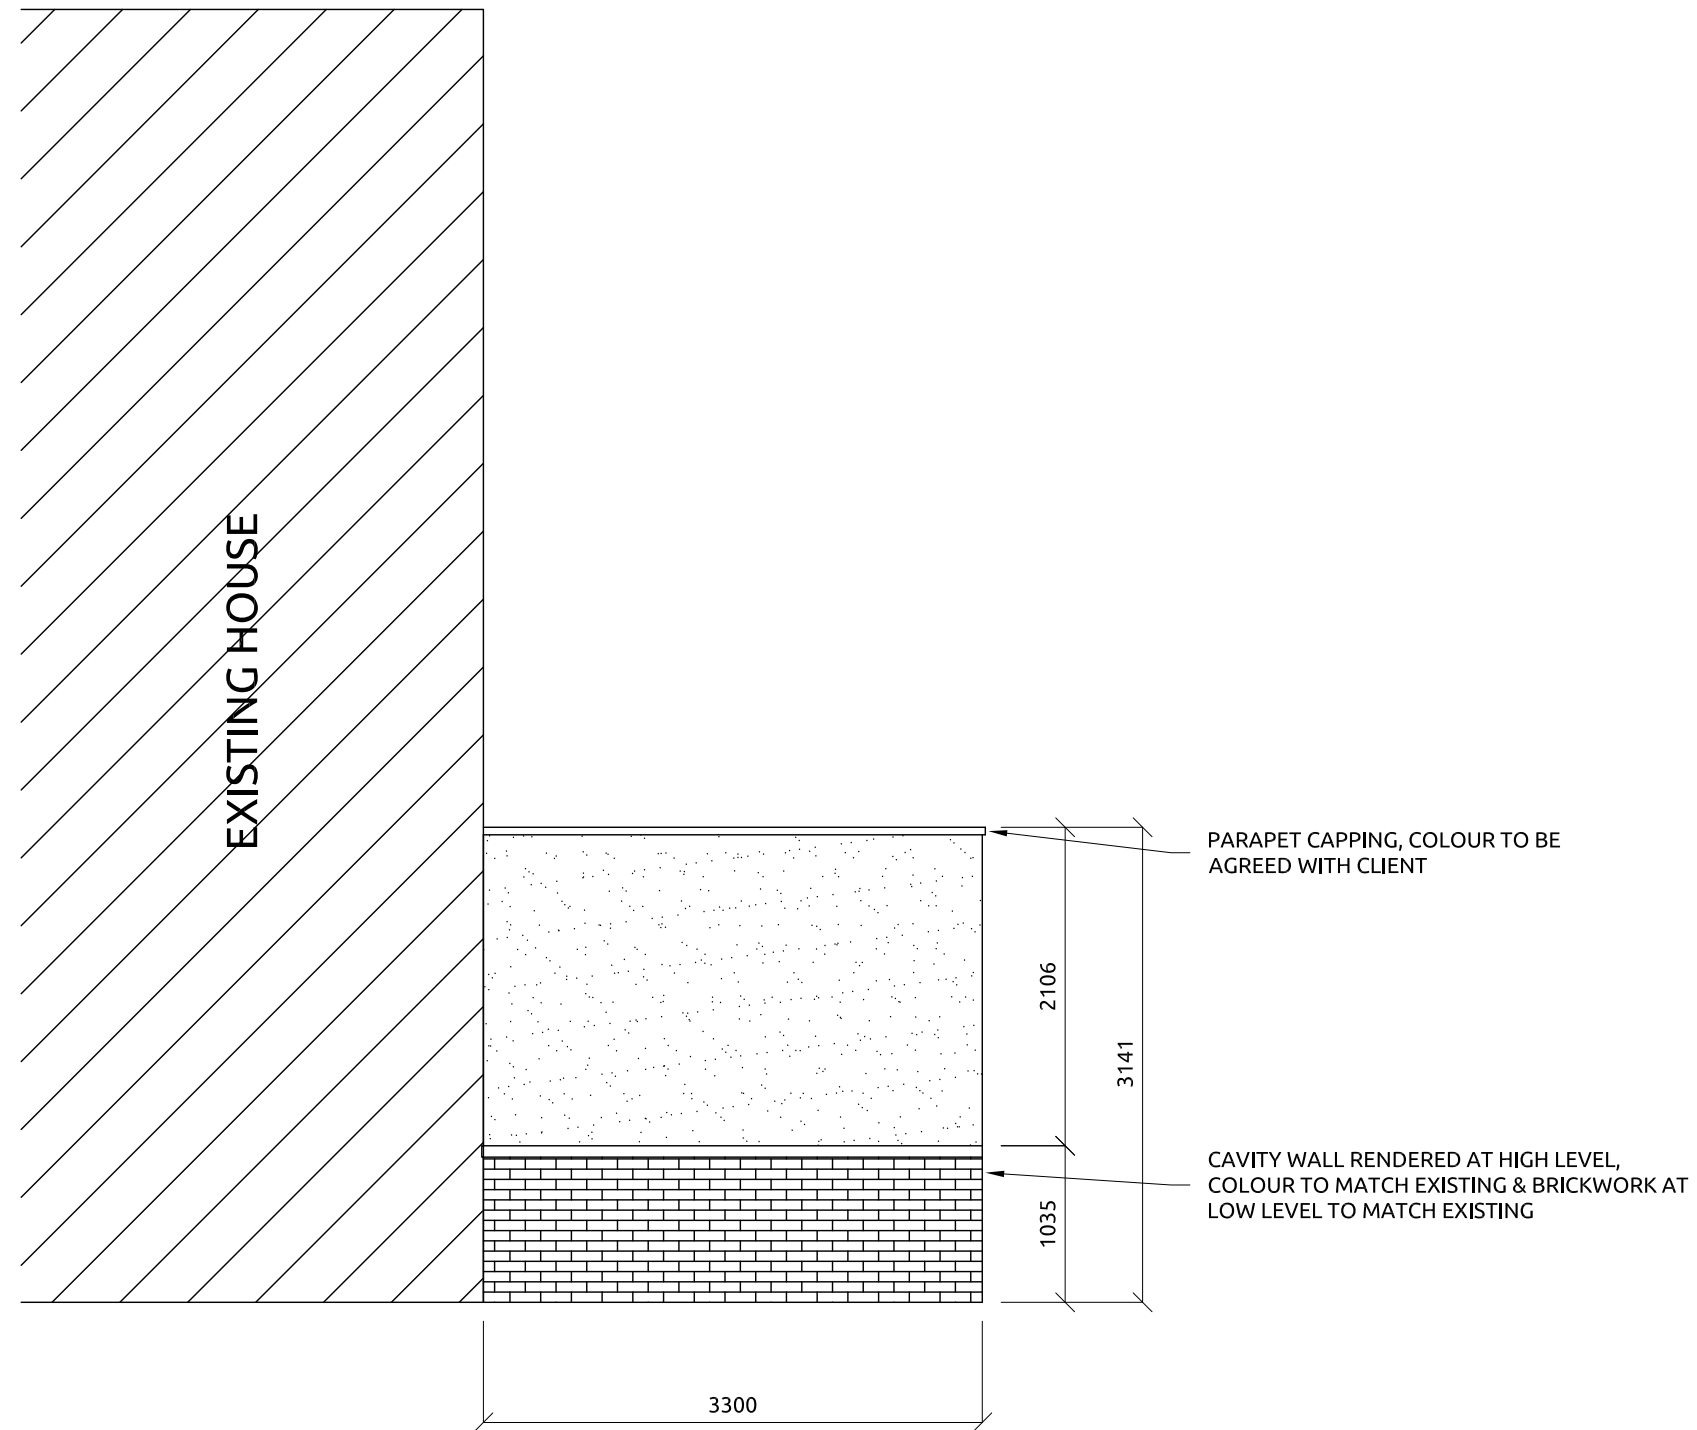 EXISTING HOUSE
PARAPET CAPPING, COLOUR TO BE
AGREED WITH CLIENT
2106
3141
CAVITY WALL RENDERED AT HIGH LEVEL,
COLOUR TO MATCH EXISTING & BRICKWORK AT
LOW LEVEL TO MATCH EXISTING
1035
3300